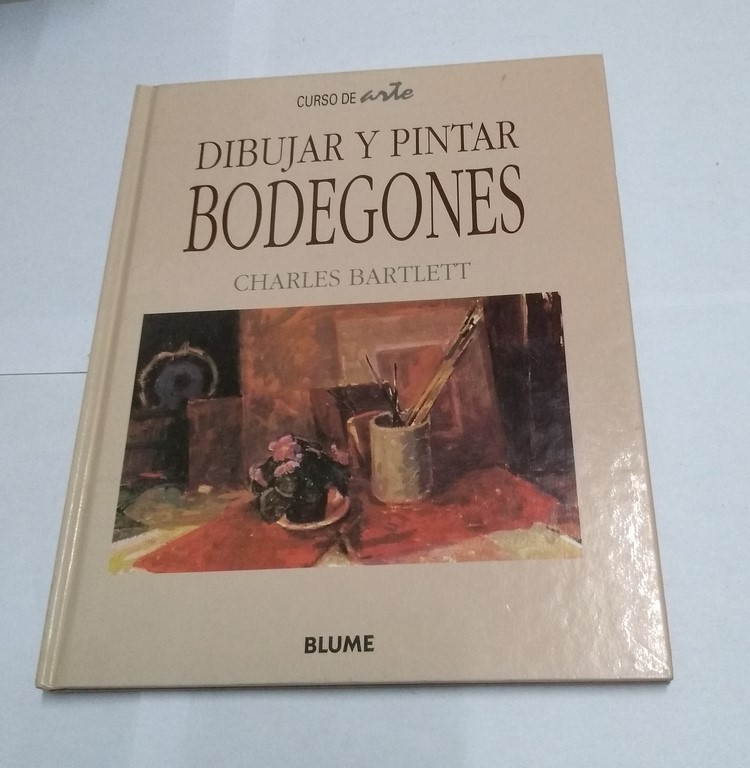 CURSO DE arte
DIBUJAR Y PINTAR
BODEGONES
CHARLES BARTLETT
BLUME